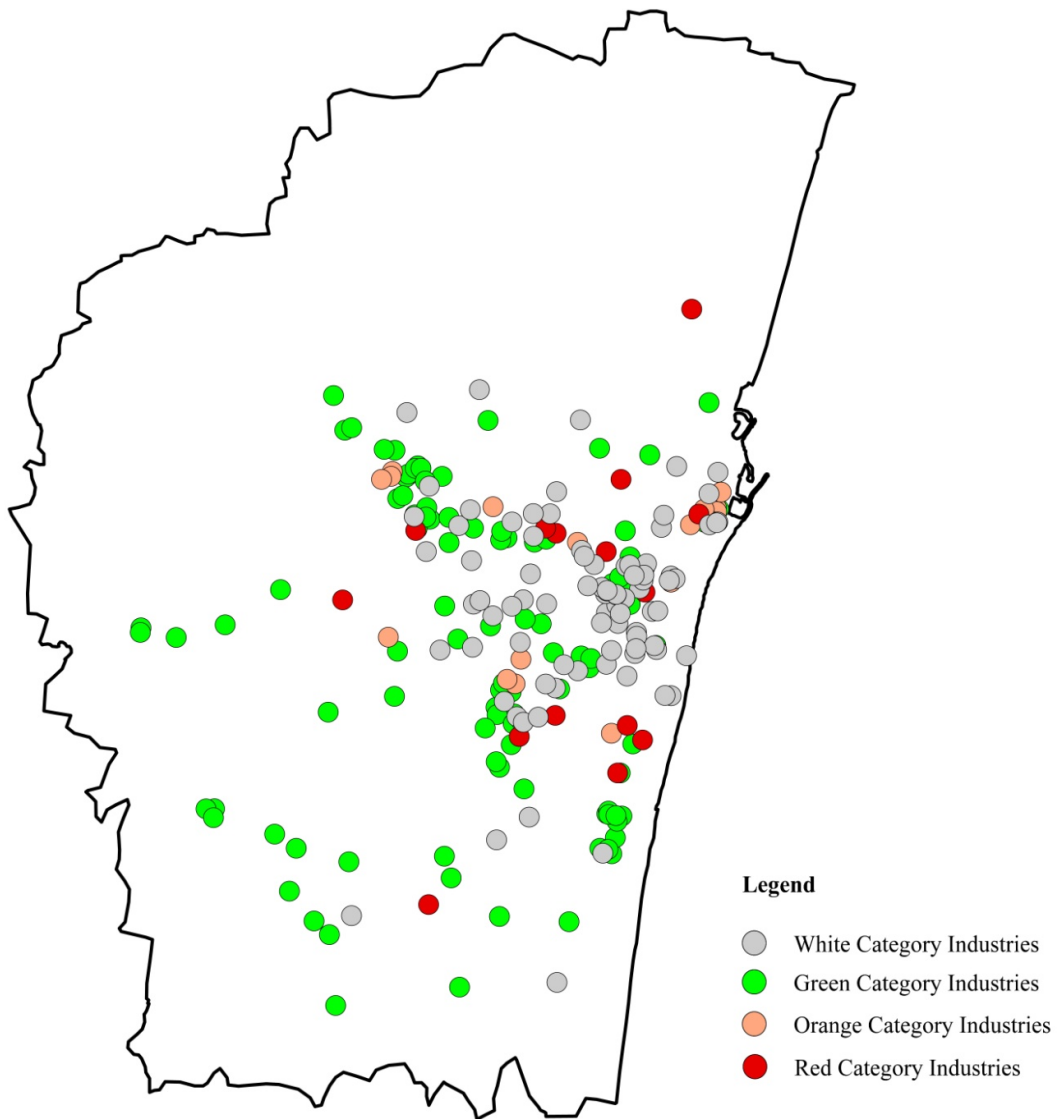 Legend
White Category Industries
Green Category Industries
Orange Category Industries
Red Category Industries